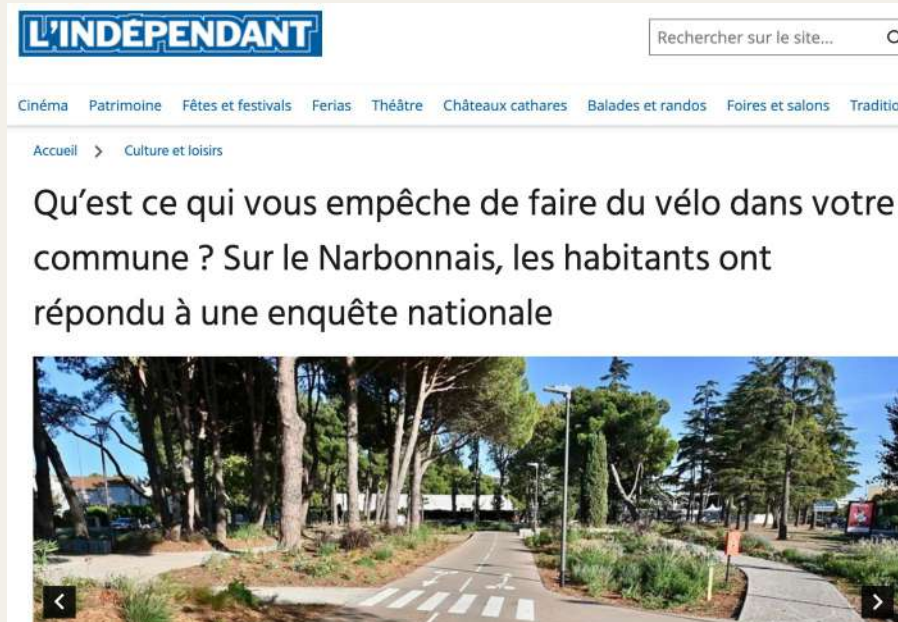 L'INDÉPENDANT
Rechercher sur le site...
Cinéma Patrimoine Fêtes et festivals Ferias Théâtre Châteaux cathares Balades et randos Foires et salons Traditio
Accueil > Culture et loisirs
Qu'est ce qui vous empêche de faire du vélo dans votre
commune ? Sur le Narbonnais, les habitants ont
répondu à une enquête nationale